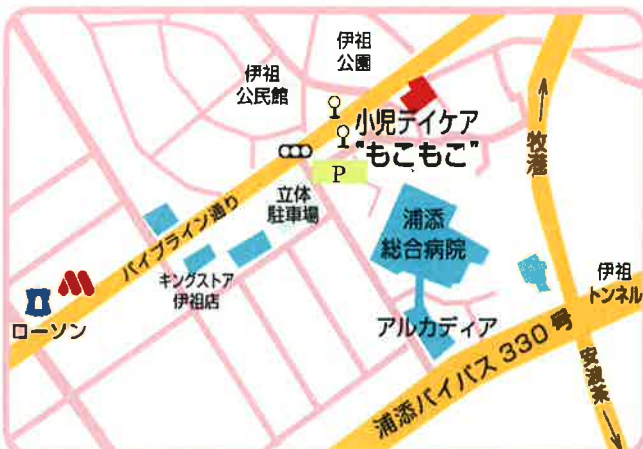 伊祖
公園
伊祖
公民館
小児デイケア
"もこもこ"
P
立体
駐車場
パイプライン通り
キングストア
伊祖店
ローソン
浦添
総合病院
アルカディア
牧港
伊祖
トンネル
浦添バイパス330号
安波茶